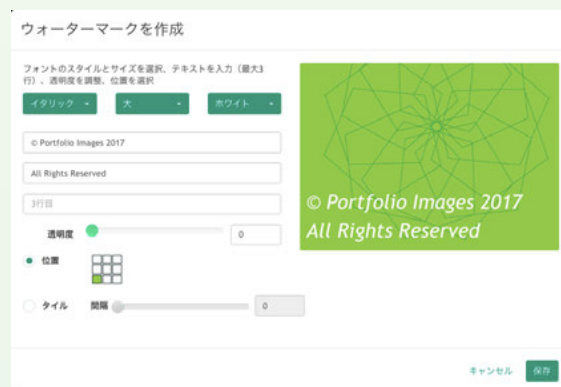 ウォーターマークを作成
フォントのスタイルとサイズを選択、テキストを入力（最大3
行）、透明度を調整、位置を選択
イタリック 大 ホワイト
© Portfolio Images 2017
All Rights Reserved
3行目
透明度 0
位置
タイル 間隔 0
© Portfolio Images 2017
All Rights Reserved
キャンセル 保存